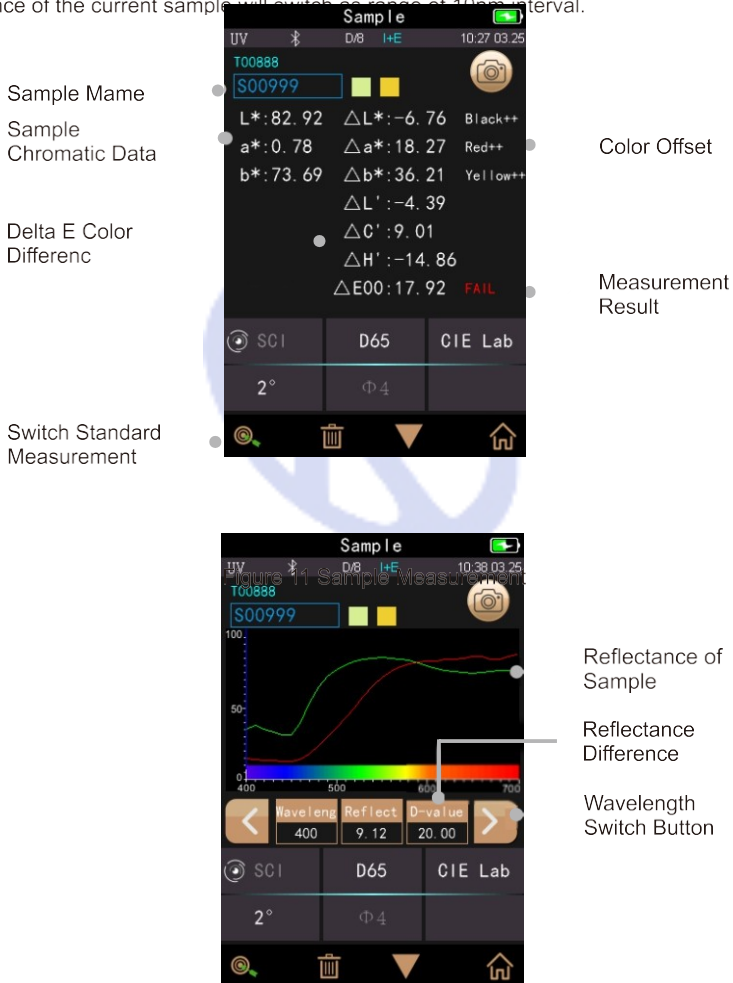 ce of the current sample will switch as range of 10nm interval.
Sample
UV D/8 I+E 10:27 03.25
T00888
S00999
Sample Mame
L*:82.92 △L*:-6.76 Black++
Sample
Chromatic Data
a*:0.78 △a*:18.27 Red++
Color Offset
b*:73.69 △b*:36.21 Yellow++
△L':-4.39
Delta E Color
Differenc
△C':9.01
△H':-14.86
△E00:17.92 FAIL
Measurement
Result
SCI D65 CIE Lab
2° Φ4
Switch Standard
Measurement
Sample
UV D/8 I+E 10:38 03.25
Figure 11 Sample Measurement
T00888
S00999
100
50
0
400 500 600 700
Reflectance of
Sample
Reflectance
Difference
Waveleng Reflect D-value
400 9.12 20.00
Wavelength
Switch Button
SCI D65 CIE Lab
2° Φ4